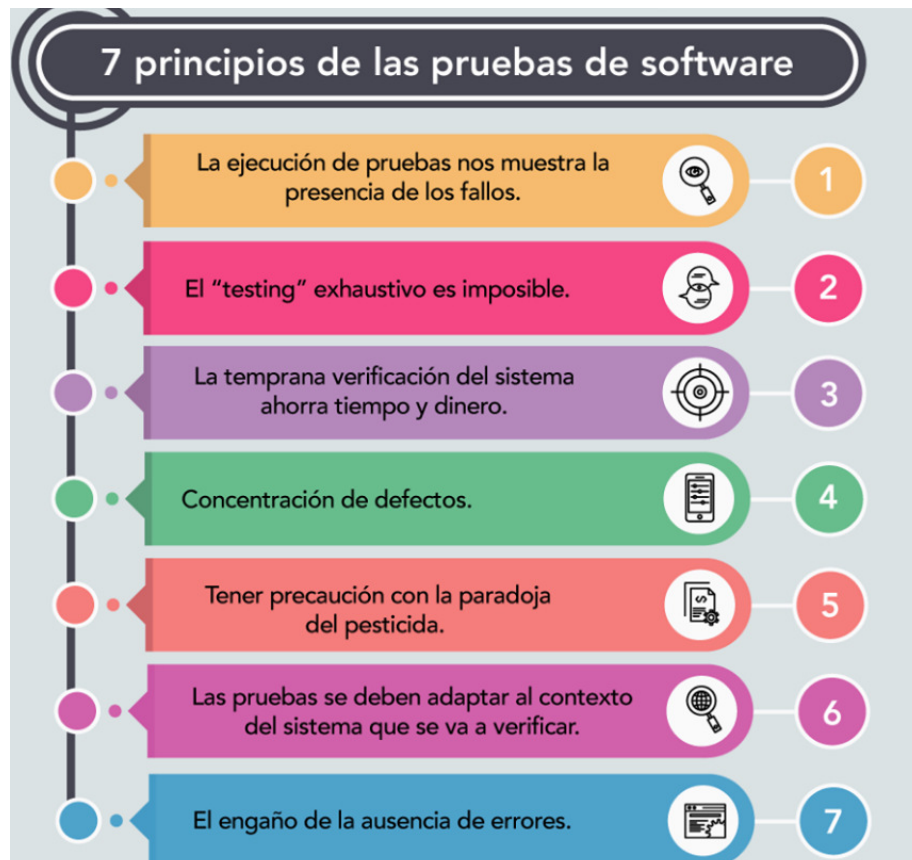 7 principios de las pruebas de software
La ejecución de pruebas nos muestra la
presencia de los fallos.
1
El “testing” exhaustivo es imposible.
2
La temprana verificación del sistema
ahorra tiempo y dinero.
3
Concentración de defectos.
4
Tener precaución con la paradoja
del pesticida.
5
Las pruebas se deben adaptar al contexto
del sistema que se va a verificar.
6
El engaño de la ausencia de errores.
7